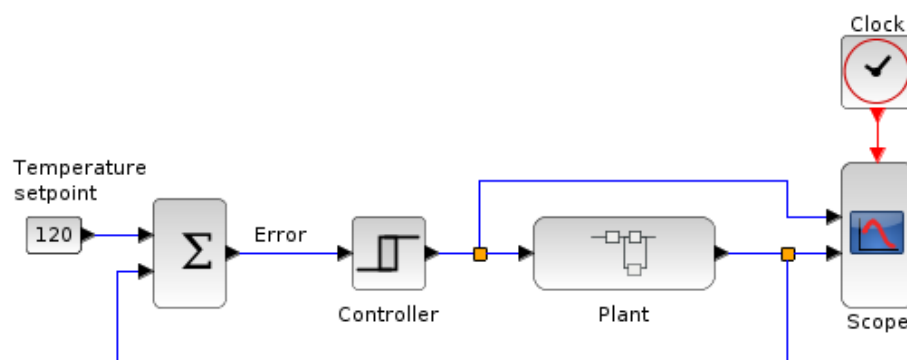 Clock
Temperature
setpoint
120
Σ
Error
Controller
Plant
Scope